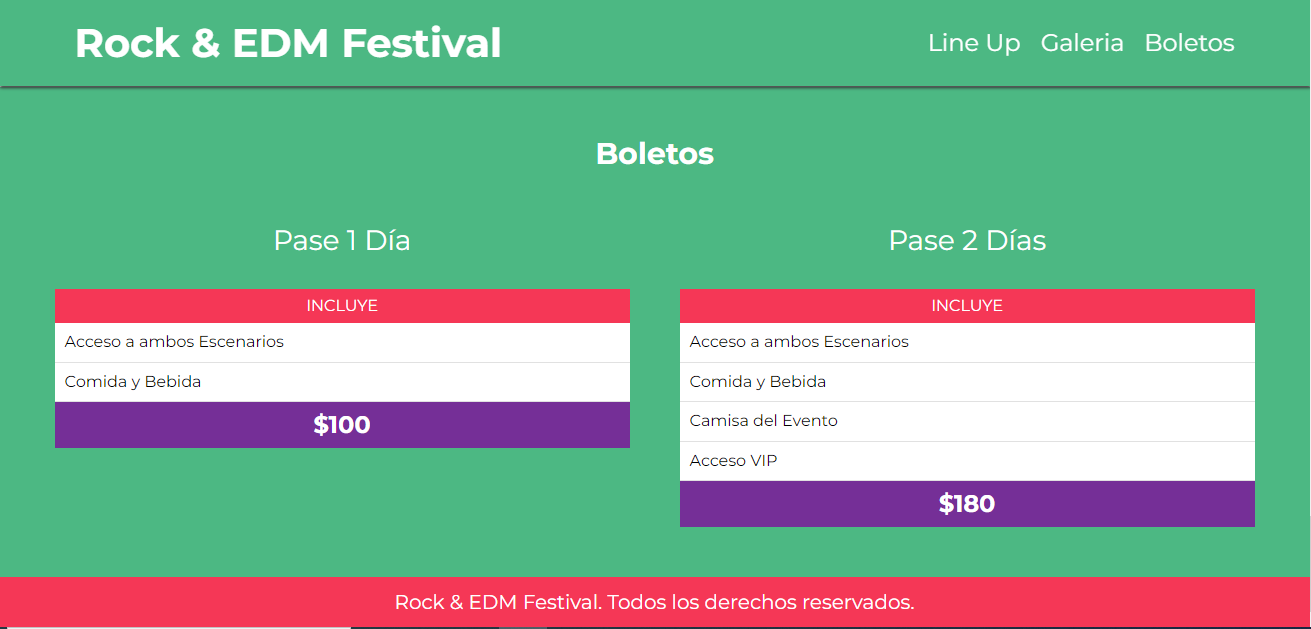 Rock & EDM Festival
Line Up Galeria Boletos
Boletos
Pase 1 Día
INCLUYE
Acceso a ambos Escenarios
Comida y Bebida
$100
Pase 2 Días
INCLUYE
Acceso a ambos Escenarios
Comida y Bebida
Camisa del Evento
Acceso VIP
$180
Rock & EDM Festival. Todos los derechos reservados.